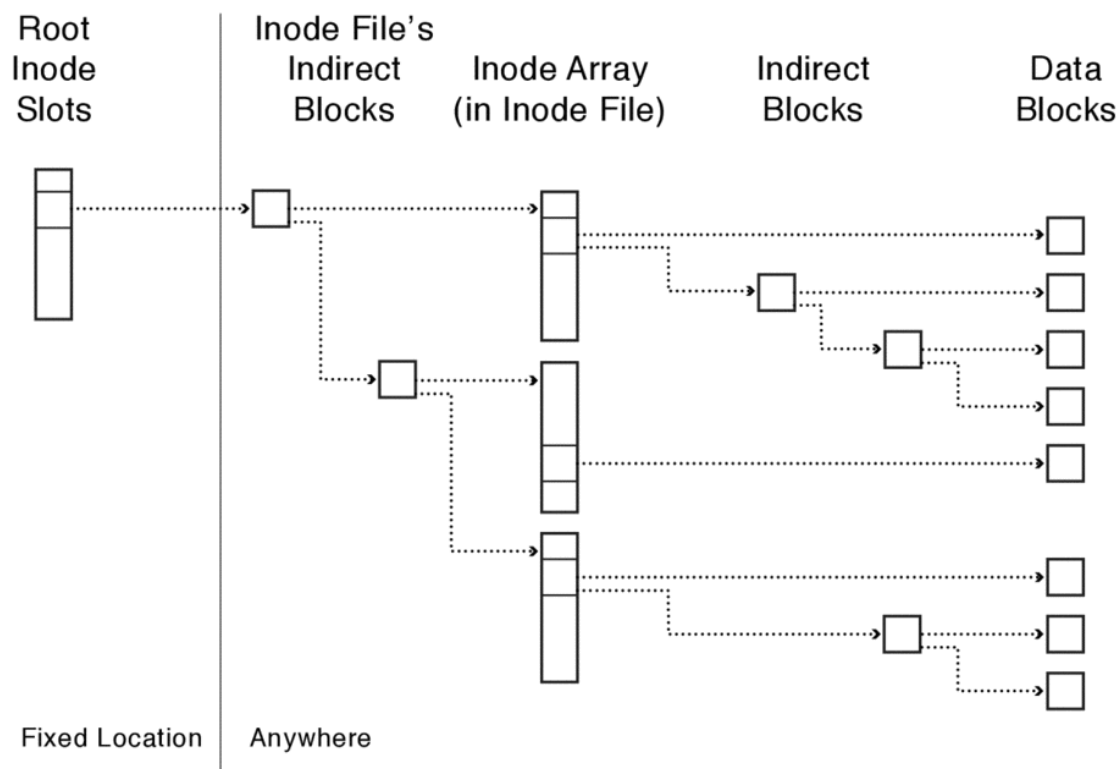 Root
Inode
Slots
Inode File's
Indirect
Blocks
Inode Array
(in Inode File)
Indirect
Blocks
Data
Blocks
Fixed Location
Anywhere